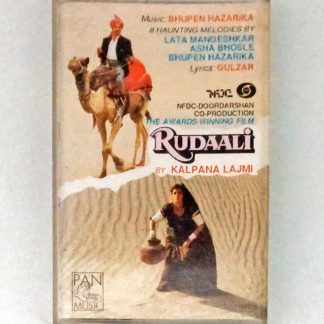 Music: BHUPEN HAZARIKA
8 HAUNTING MELODIES BY
LATA MANGESHKAR
ASHA BHOSLE
BHUPEN HAZARIKA
Lyrics: GULZAR
NFDC
NFDC-DOORDARSHAN
CO-PRODUCTION
THE AWARDS-WINNING FILM
RUDAALI
BY KALPANA LAJMI
PAN
MUSIC